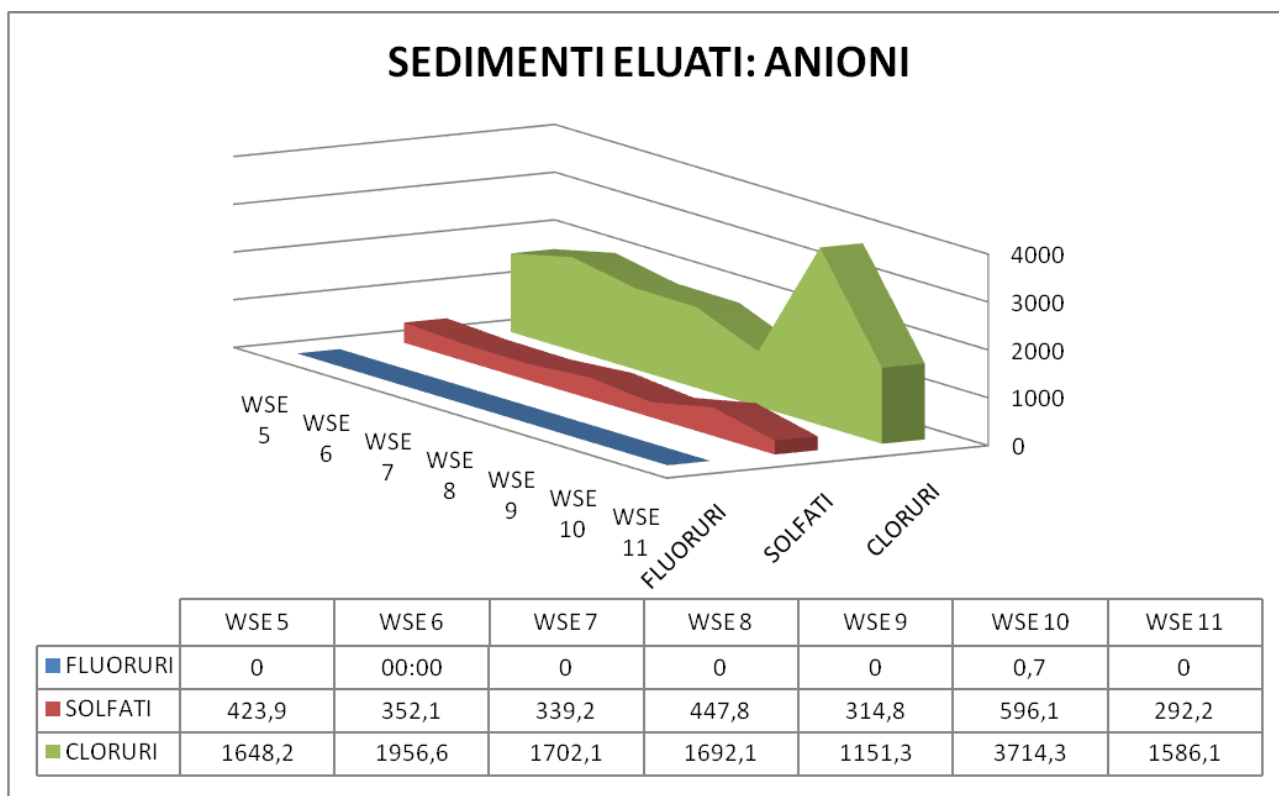 SEDIMENTI ELUATI: ANIONI
4000
3000
2000
1000
0
WSE
5
WSE
6
WSE
7
WSE
8
WSE
9
WSE
10
WSE
11
FLUORURI
SOLFATI
CLORURI
WSE 5 WSE 6 WSE 7 WSE 8 WSE 9 WSE 10 WSE 11
FLUORURI 0 00:00 0 0 0 0,7 0
SOLFATI 423,9 352,1 339,2 447,8 314,8 596,1 292,2
CLORURI 1648,2 1956,6 1702,1 1692,1 1151,3 3714,3 1586,1